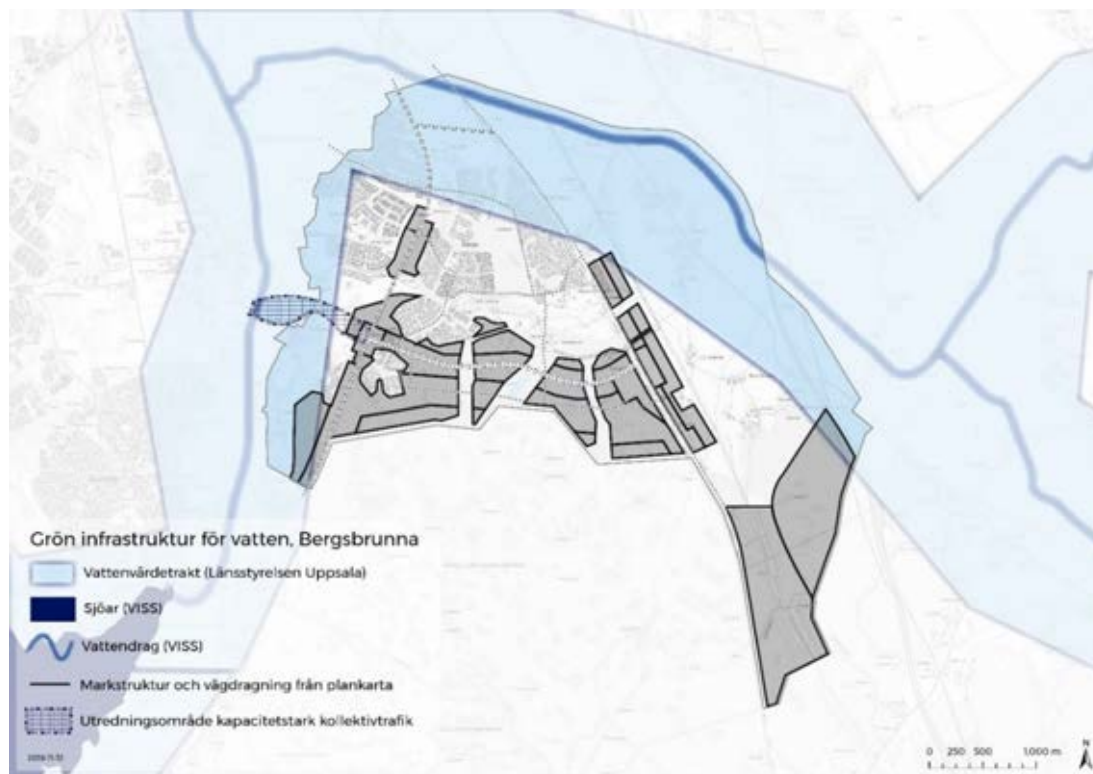 Grön infrastruktur för vatten, Bergsbrunna
Vattenvärdetrakt (Länsstyrelsen Uppsala)
Sjöar (VISS)
Vattendrag (VISS)
Markstruktur och vägdragning från plankarta
Utredningsområde kapacitetstark kollektivtrafik
0 250 500 1,000 m
N